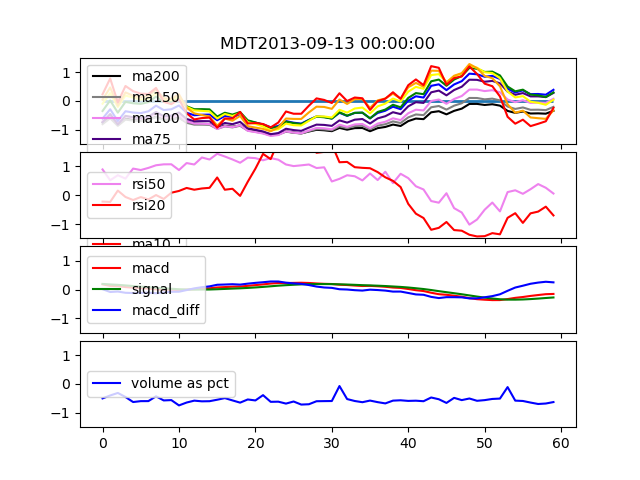 MDT2013-09-13 00:00:00
1
0
−1
ma200
ma150
ma100
ma75
1
0
−1
rsi50
rsi20
ma10
1
0
−1
macd
signal
macd_diff
1
0
−1
volume as pct
0 10 20 30 40 50 60